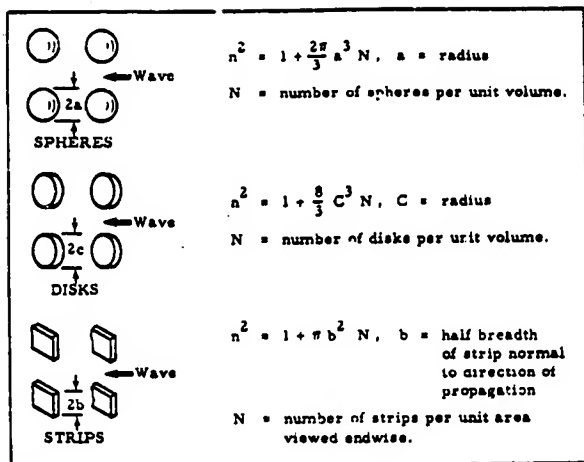 n² = 1 + 2π/3 a³ N, a = radius
Wave
N = number of spheres per unit volume.
2a
SPHERES
n² = 1 + 8/3 C³ N, C = radius
Wave
N = number of disks per unit volume.
2c
DISKS
n² = 1 + π b² N, b = half breadth
of strip normal
Wave
to direction of
propagation
2b
N = number of strips per unit area
STRIPS
viewed endwise.